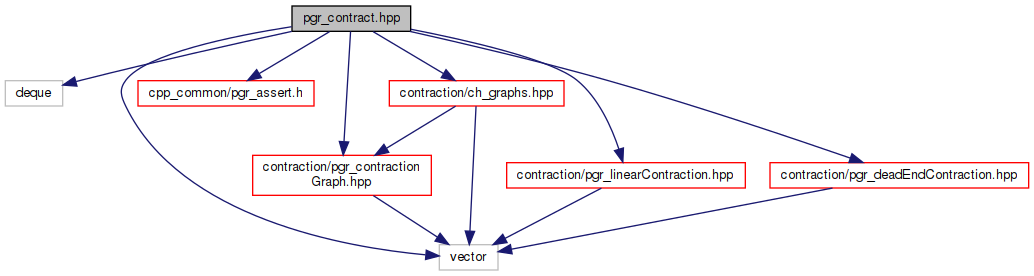 pgr_contract.hpp
deque
cpp_common/pgr_assert.h
contraction/ch_graphs.hpp
contraction/pgr_contraction
Graph.hpp
contraction/pgr_linearContraction.hpp
contraction/pgr_deadEndContraction.hpp
vector